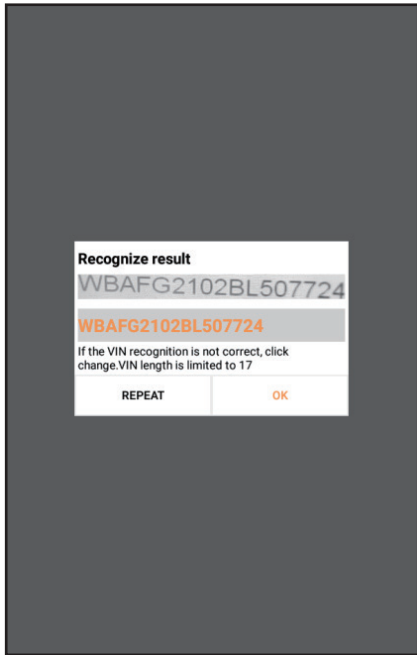 Recognize result
WBAFG2102BL507724
WBAFG2102BL507724
If the VIN recognition is not correct, click
change.VIN length is limited to 17
REPEAT
OK